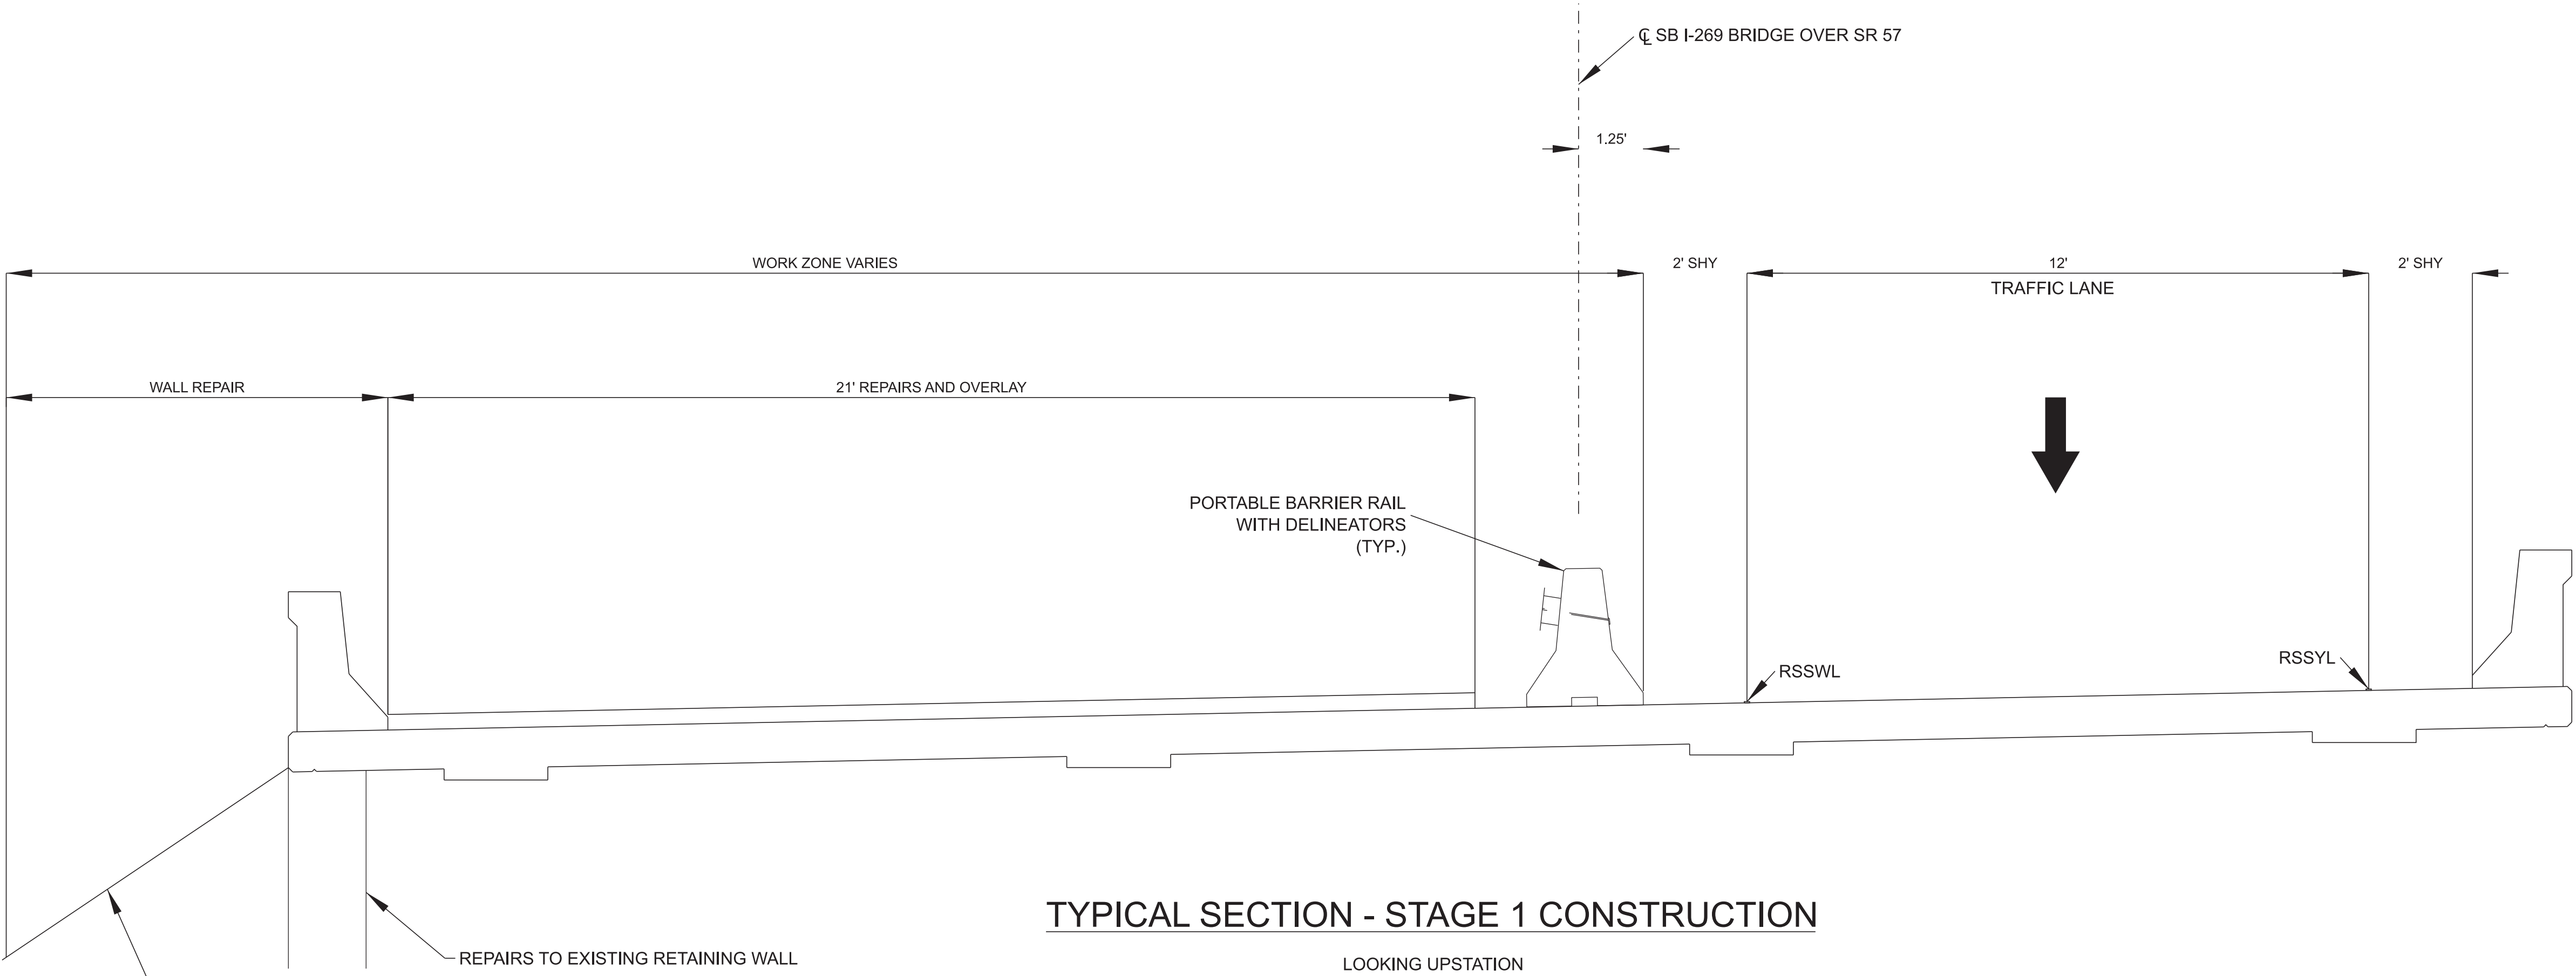 ℄ SB I-269 BRIDGE OVER SR 57
1.25'
WORK ZONE VARIES
2' SHY
12'
TRAFFIC LANE
2' SHY
WALL REPAIR
21' REPAIRS AND OVERLAY
PORTABLE BARRIER RAIL
WITH DELINEATORS
(TYP.)
RSSWL
RSSYL
REPAIRS TO EXISTING RETAINING WALL
TYPICAL SECTION - STAGE 1 CONSTRUCTION
LOOKING UPSTATION